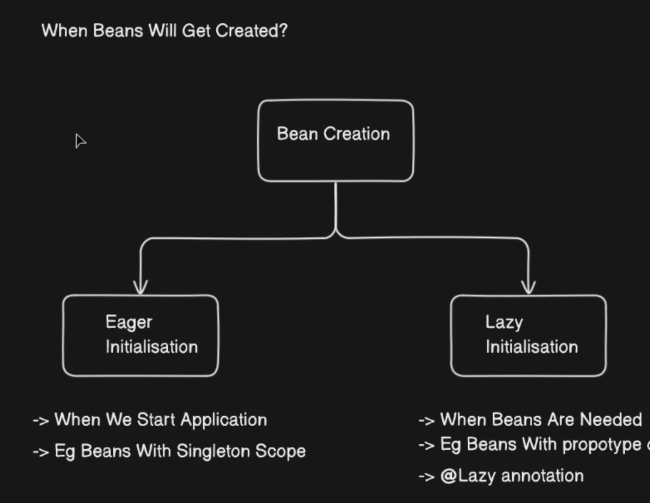 When Beans Will Get Created?
Bean Creation
Eager
Initialisation
Lazy
Initialisation
-> When We Start Application
-> Eg Beans With Singleton Scope
-> When Beans Are Needed
-> Eg Beans With propotype
-> @Lazy annotation